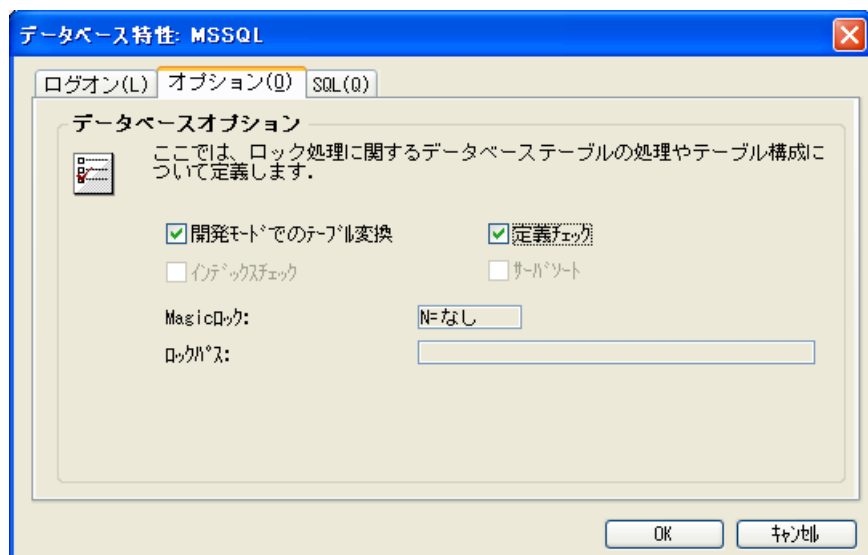 データベース特性: MSSQL
ログオン(L) オプション(O) SQL(Q)
データベースオプション
ここでは、ロック処理に関するデータベーステーブルの処理やテーブル構成に
ついて定義します.
開発ﾓｰﾄﾞでのﾃｰﾌﾞﾙ変換 定義ﾁｪｯｸ
ｲﾝﾃﾞｯｸｽﾁｪｯｸ ｻｰﾊﾞｿｰﾄ
Magicﾛｯｸ: N=なし
ﾛｯｸﾊﾟｽ:
OK ｷｬﾝｾﾙ